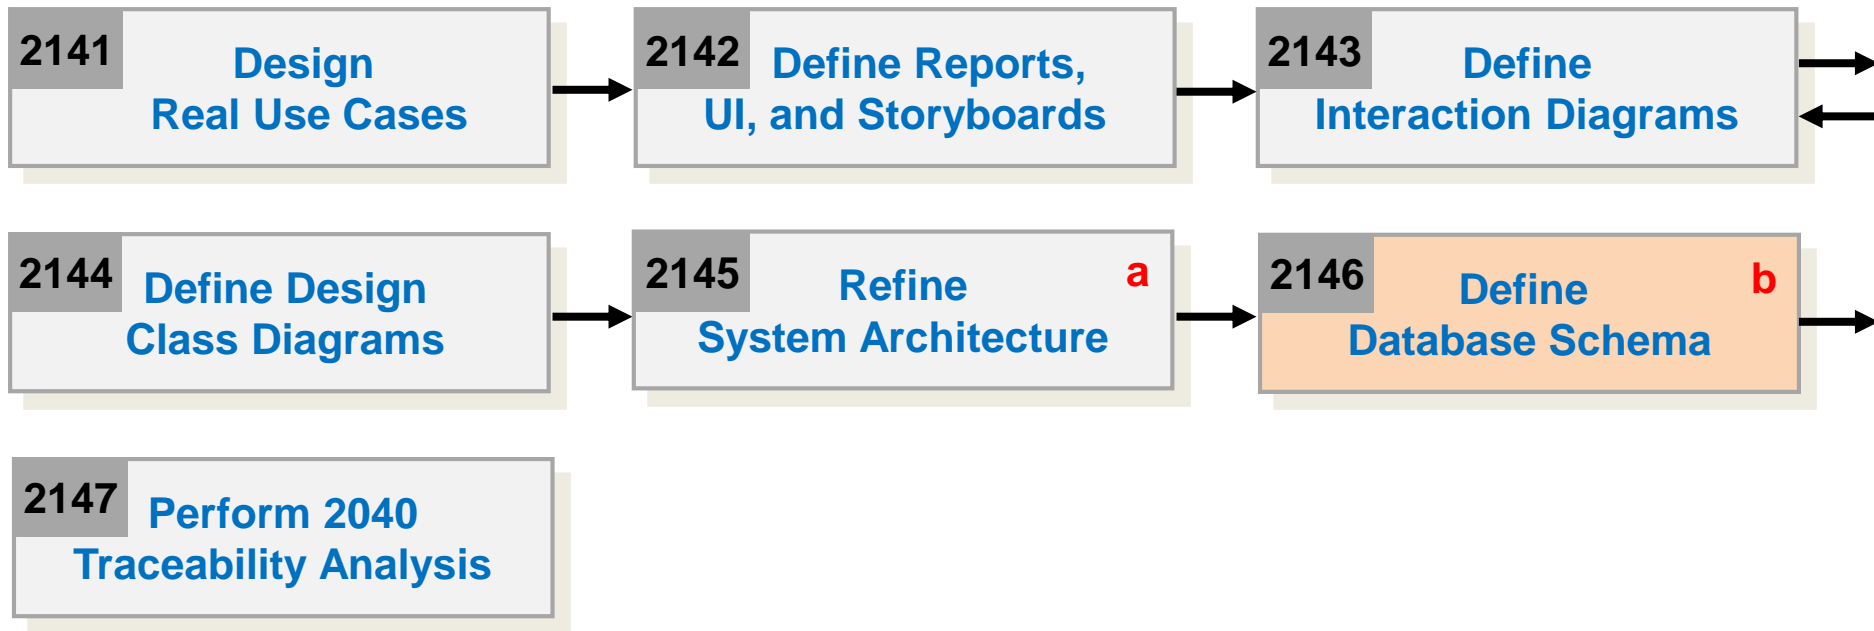 2141
Design
Real Use Cases
2142
Define Reports,
UI, and Storyboards
2143
Define
Interaction Diagrams
2144
Define Design
Class Diagrams
2145
Refine
System Architecture
a
2146
Define
Database Schema
b
2147
Perform 2040
Traceability Analysis